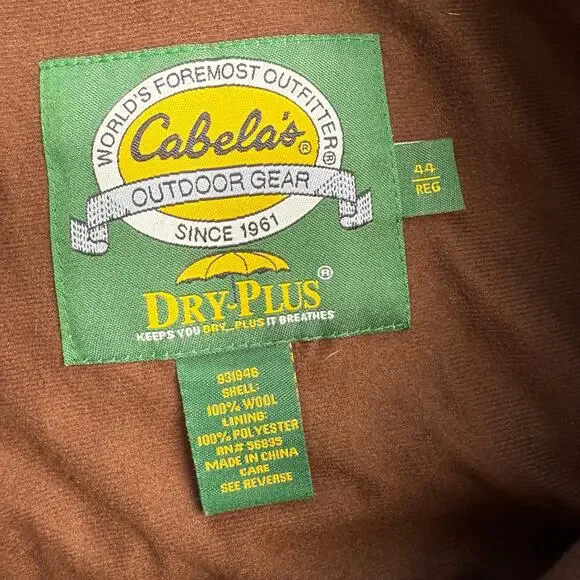 WORLD'S FOREMOST OUTFITTER®
Cabela's®
OUTDOOR GEAR
SINCE 1961
DRY-PLUS®
KEEPS YOU DRY...PLUS IT BREATHES
44
REG
931946
SHELL:
100% WOOL
LINING:
100% POLYESTER
RN# 56835
MADE IN CHINA
CARE
SEE REVERSE